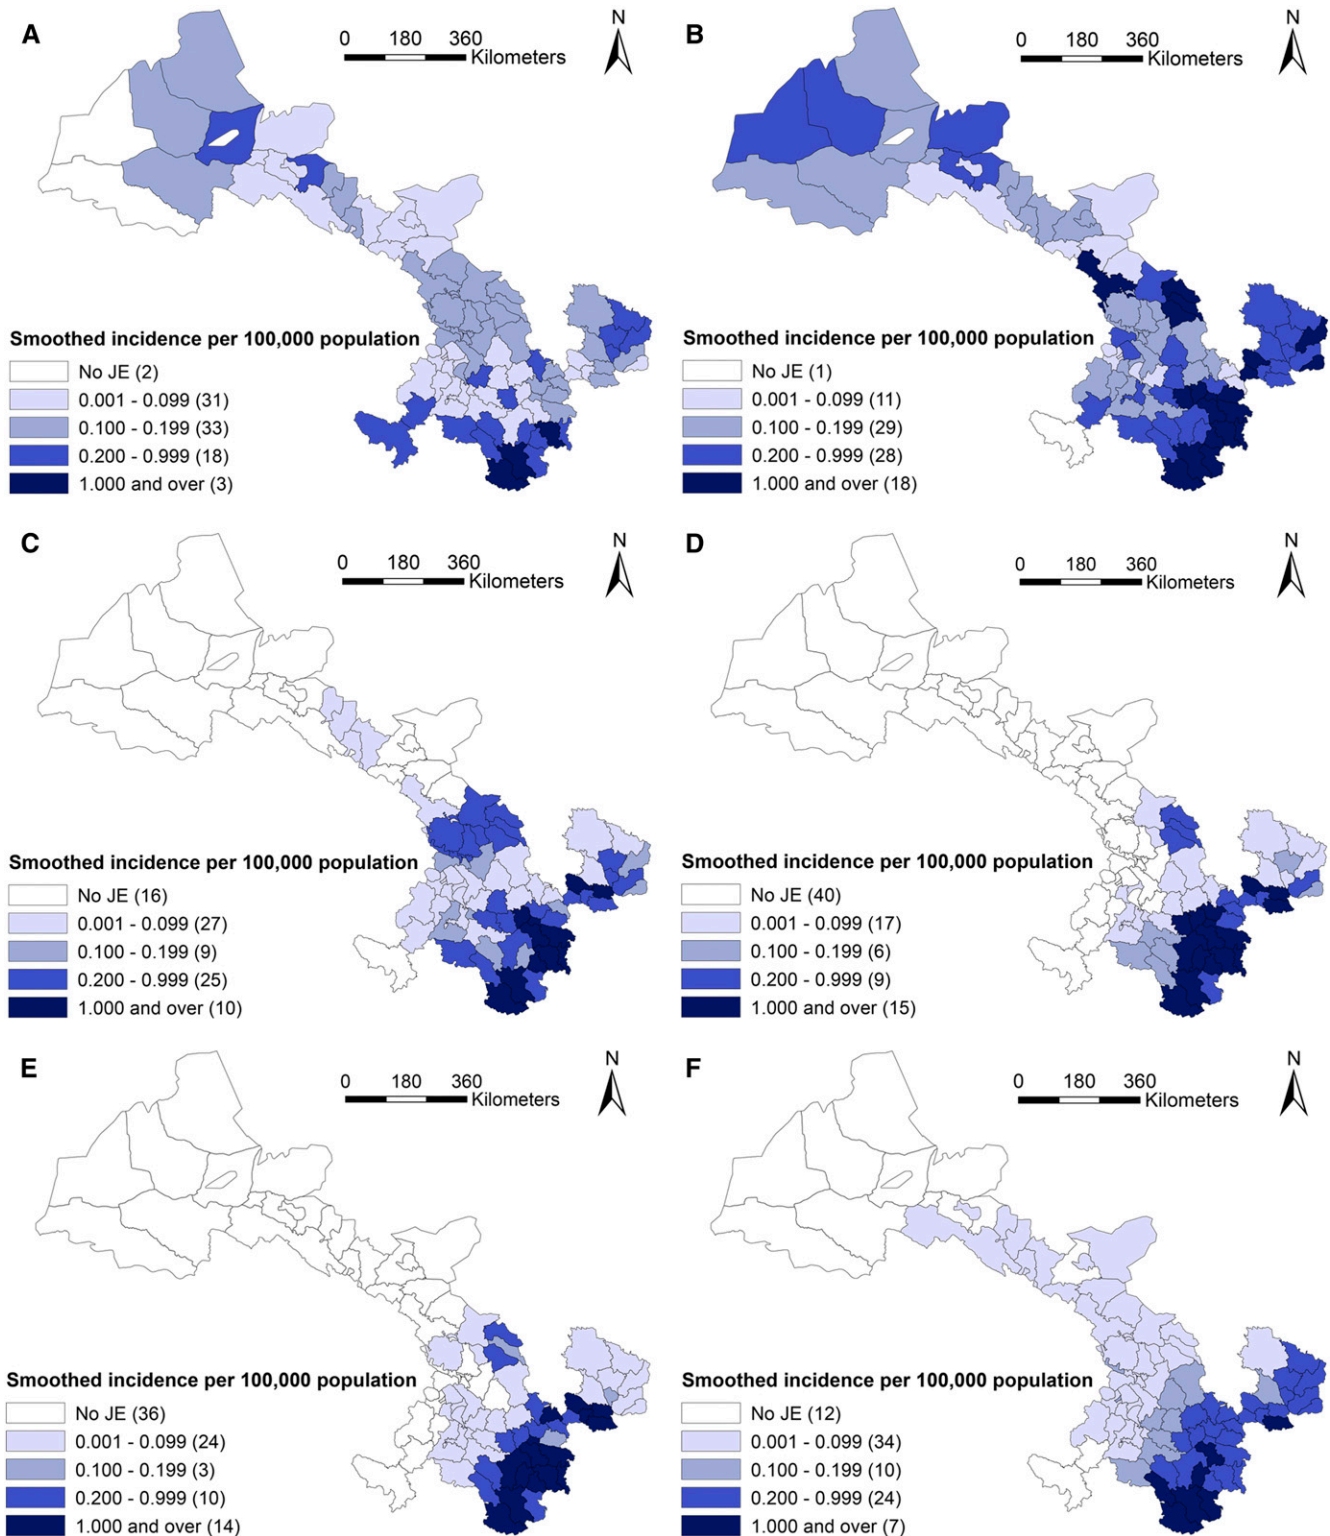 A
0 180 360
Kilometers
N
Smoothed incidence per 100,000 population
No JE (2)
0.001 - 0.099 (31)
0.100 - 0.199 (33)
0.200 - 0.999 (18)
1.000 and over (3)
B
0 180 360
Kilometers
N
Smoothed incidence per 100,000 population
No JE (1)
0.001 - 0.099 (11)
0.100 - 0.199 (29)
0.200 - 0.999 (28)
1.000 and over (18)
C
0 180 360
Kilometers
N
Smoothed incidence per 100,000 population
No JE (16)
0.001 - 0.099 (27)
0.100 - 0.199 (9)
0.200 - 0.999 (25)
1.000 and over (10)
D
0 180 360
Kilometers
N
Smoothed incidence per 100,000 population
No JE (40)
0.001 - 0.099 (17)
0.100 - 0.199 (6)
0.200 - 0.999 (9)
1.000 and over (15)
E
0 180 360
Kilometers
N
Smoothed incidence per 100,000 population
No JE (36)
0.001 - 0.099 (24)
0.100 - 0.199 (3)
0.200 - 0.999 (10)
1.000 and over (14)
F
0 180 360
Kilometers
N
Smoothed incidence per 100,000 population
No JE (12)
0.001 - 0.099 (34)
0.100 - 0.199 (10)
0.200 - 0.999 (24)
1.000 and over (7)